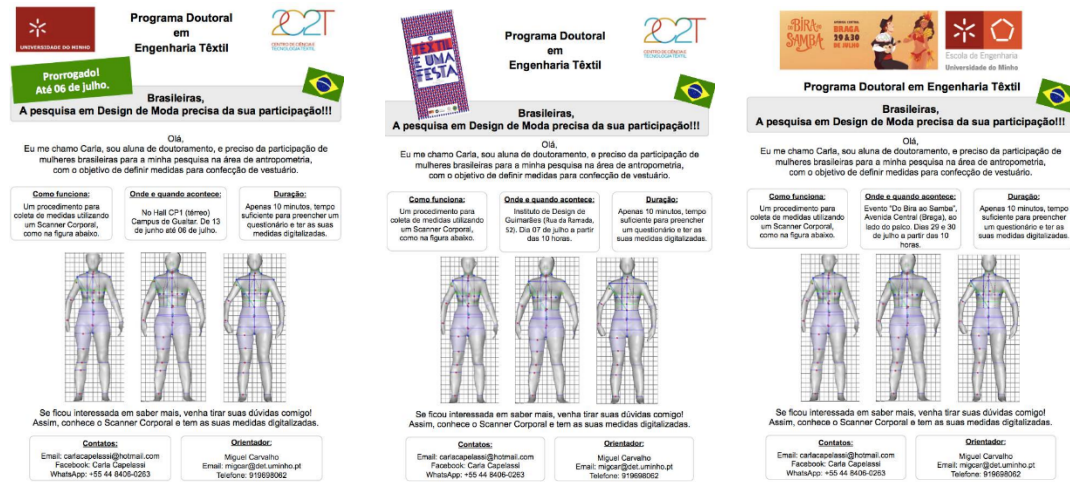 UNIVERSIDADE DO MINHO
Programa Doutoral
em
Engenharia Têxtil
2C2T
CENTRO DE CIÊNCIA E
TECNOLOGIA TÊXTIL
Prorrogado!
Até 06 de julho.
Brasileiras,
A pesquisa em Design de Moda precisa da sua participação!!!
Olá,
Eu me chamo Carla, sou aluna de doutoramento, e preciso da participação de
mulheres brasileiras para a minha pesquisa na área de antropometria,
com o objetivo de definir medidas para confecção de vestuário.
Como funciona:
Um procedimento para
coleta de medidas utilizando
um Scanner Corporal,
como na figura abaixo.
Onde e quando acontece:
No Hall CP1 (térreo)
Campus de Gualtar. De 13
de junho até 06 de julho.
Duração:
Apenas 10 minutos, tempo
suficiente para preencher um
questionário e ter as suas
medidas digitalizadas.
Se ficou interessada em saber mais, venha tirar suas dúvidas comigo!
Assim, conhece o Scanner Corporal e tem as suas medidas digitalizadas.
Contatos:
Email: carlacapelassi@hotmail.com
Facebook: Carla Capelassi
WhatsApp: +55 44 8406-0263
Orientador:
Miguel Carvalho
Email: migcar@det.uminho.pt
Telefone: 919698062
O TÊXTIL
É UMA
FESTA
Programa Doutoral
em
Engenharia Têxtil
2C2T
CENTRO DE CIÊNCIA E
TECNOLOGIA TÊXTIL
Brasileiras,
A pesquisa em Design de Moda precisa da sua participação!!!
Olá,
Eu me chamo Carla, sou aluna de doutoramento, e preciso da participação de
mulheres brasileiras para a minha pesquisa na área de antropometria,
com o objetivo de definir medidas para confecção de vestuário.
Como funciona:
Um procedimento para
coleta de medidas utilizando
um Scanner Corporal,
como na figura abaixo.
Onde e quando acontece:
Instituto de Design de
Guimarães (Rua da Ramada,
52). Dia 07 de julho a partir
das 10 horas.
Duração:
Apenas 10 minutos, tempo
suficiente para preencher
um questionário e ter as
suas medidas digitalizadas.
Se ficou interessada em saber mais, venha tirar suas dúvidas comigo!
Assim, conhece o Scanner Corporal e tem as suas medidas digitalizadas.
Contatos:
Email: carlacapelassi@hotmail.com
Facebook: Carla Capelassi
WhatsApp: +55 44 8406-0263
Orientador:
Miguel Carvalho
Email: migcar@det.uminho.pt
Telefone: 919698062
DO BIRA
AO SAMBA
AVENIDA CENTRAL
BRAGA
29 A 30
DE JULHO
Escola de Engenharia
Universidade do Minho
Programa Doutoral em Engenharia Têxtil
Brasileiras,
A pesquisa em Design de Moda precisa da sua participação!!!
Olá,
Eu me chamo Carla, sou aluna de doutoramento, e preciso da participação de
mulheres brasileiras para a minha pesquisa na área de antropometria,
com o objetivo de definir medidas para confecção de vestuário.
Como funciona:
Um procedimento para
coleta de medidas utilizando
um Scanner Corporal,
como na figura abaixo.
Onde e quando acontece:
Evento "Do Bira ao Samba",
Avenida Central (Braga), ao
lado do palco. Dias 29 e 30
de julho a partir das 10
horas.
Duração:
Apenas 10 minutos, tempo
suficiente para preencher
um questionário e ter as
suas medidas digitalizadas.
Se ficou interessada em saber mais, venha tirar suas dúvidas comigo!
Assim, conhece o Scanner Corporal e tem as suas medidas digitalizadas.
Contatos:
Email: carlacapelassi@hotmail.com
Facebook: Carla Capelassi
WhatsApp: +55 44 8406-0263
Orientador:
Miguel Carvalho
Email: migcar@det.uminho.pt
Telefone: 919698062